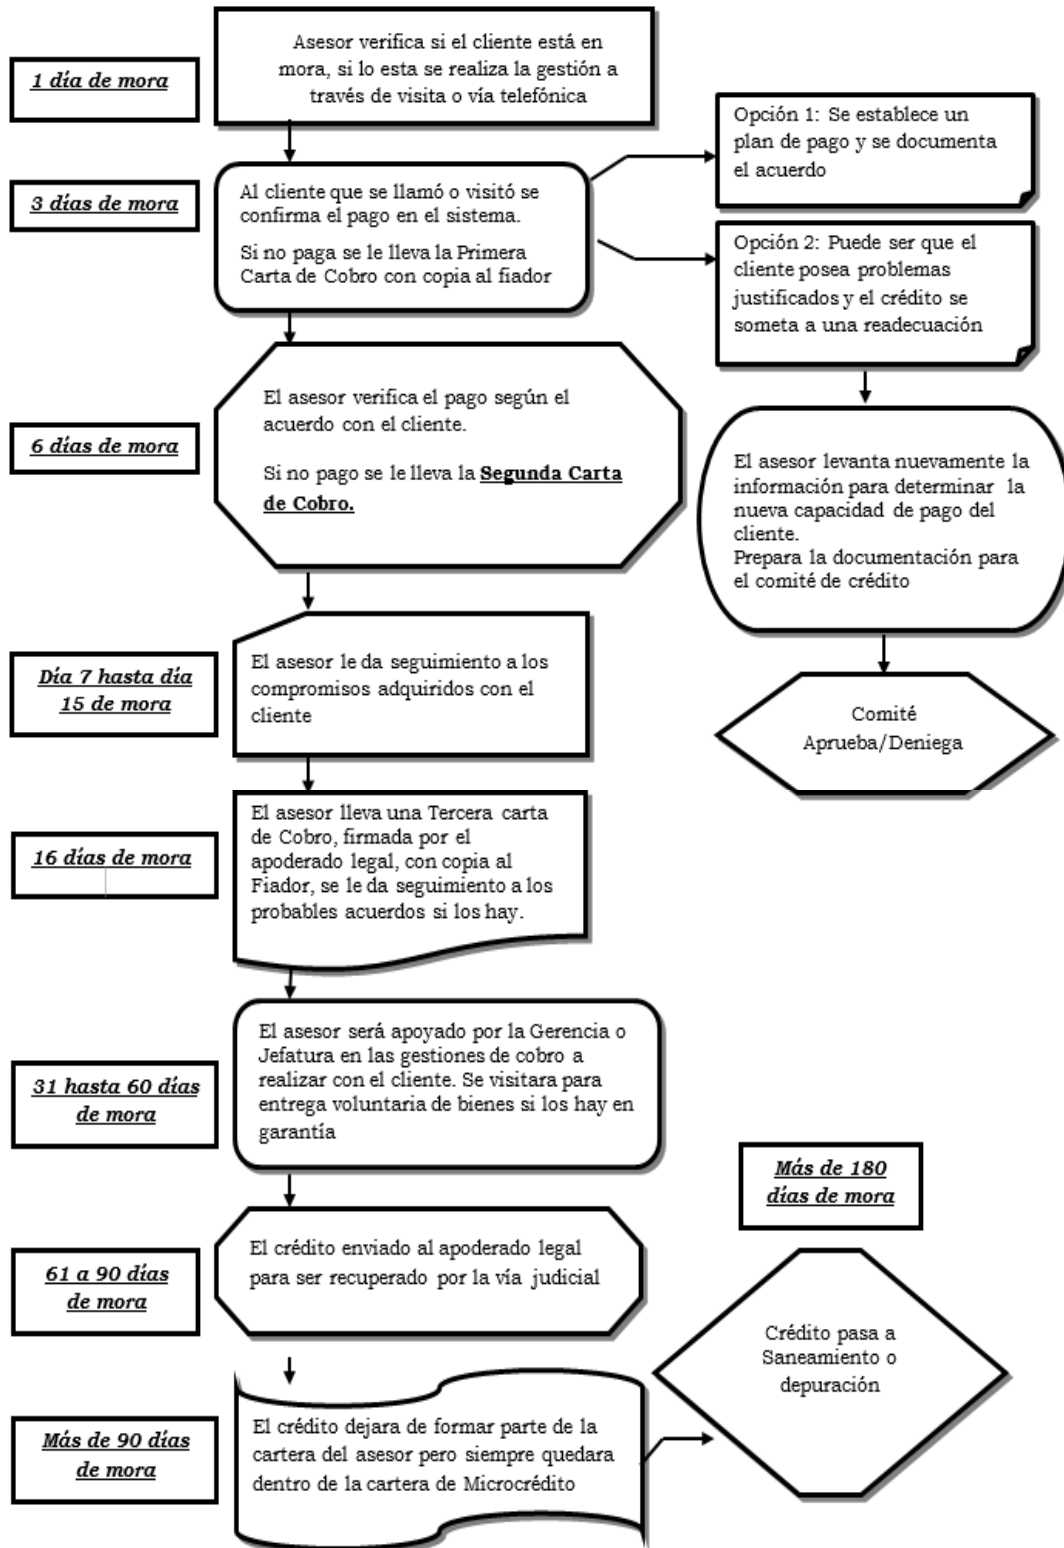 1 día de mora
Asesor verifica si el cliente está en
mora, si lo esta se realiza la gestión a
través de visita o vía telefónica
3 días de mora
Al cliente que se llamó o visitó se
confirma el pago en el sistema.
Si no paga se le lleva la Primera
Carta de Cobro con copia al fiador
Opción 1: Se establece un
plan de pago y se documenta
el acuerdo
Opción 2: Puede ser que el
cliente posea problemas
justificados y el crédito se
someta a una readecuación
6 días de mora
El asesor verifica el pago según el
acuerdo con el cliente.
Si no pago se le lleva la Segunda Carta
de Cobro.
El asesor levanta nuevamente la
información para determinar la
nueva capacidad de pago del
cliente.
Prepara la documentación para
el comité de crédito
Día 7 hasta día
15 de mora
El asesor le da seguimiento a los
compromisos adquiridos con el
cliente
Comité
Aprueba/Deniega
16 días de mora
El asesor lleva una Tercera carta
de Cobro, firmada por el
apoderado legal, con copia al
Fiador, se le da seguimiento a los
probables acuerdos si los hay.
31 hasta 60 días
de mora
El asesor será apoyado por la Gerencia o
Jefatura en las gestiones de cobro a
realizar con el cliente. Se visitara para
entrega voluntaria de bienes si los hay en
garantía
61 a 90 días
de mora
El crédito enviado al apoderado legal
para ser recuperado por la vía judicial
Más de 90 días
de mora
El crédito dejara de formar parte de la
cartera del asesor pero siempre quedara
dentro de la cartera de Microcrédito
Más de 180
días de mora
Crédito pasa a
Saneamiento o
depuración